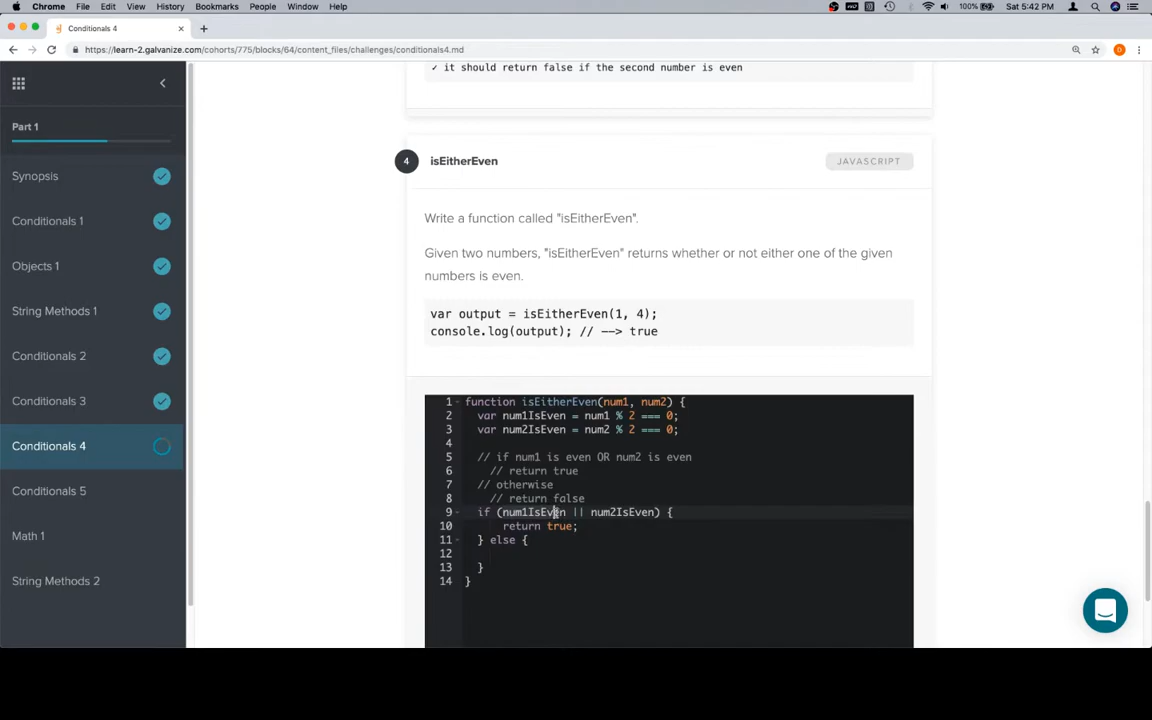 Chrome File Edit View History Bookmarks People Window Help
100% Sat 5:42 PM
Conditionals 4
https://learn-2.galvanize.com/cohorts/775/blocks/64/content_files/challenges/conditionals4.md
D
Part 1
Synopsis
Conditionals 1
Objects 1
String Methods 1
Conditionals 2
Conditionals 3
Conditionals 4
Conditionals 5
Math 1
String Methods 2
✓ it should return false if the second number is even
4 isEitherEven JAVASCRIPT
Write a function called "isEitherEven".
Given two numbers, "isEitherEven" returns whether or not either one of the given
numbers is even.
var output = isEitherEven(1, 4);
console.log(output); // --> true
1 function isEitherEven(num1, num2) {
2 var num1IsEven = num1 % 2 === 0;
3 var num2IsEven = num2 % 2 === 0;
4
5 // if num1 is even OR num2 is even
6 // return true
7 // otherwise
8 // return false
9 if (num1IsEven || num2IsEven) {
10 return true;
11 } else {
12
13 }
14 }